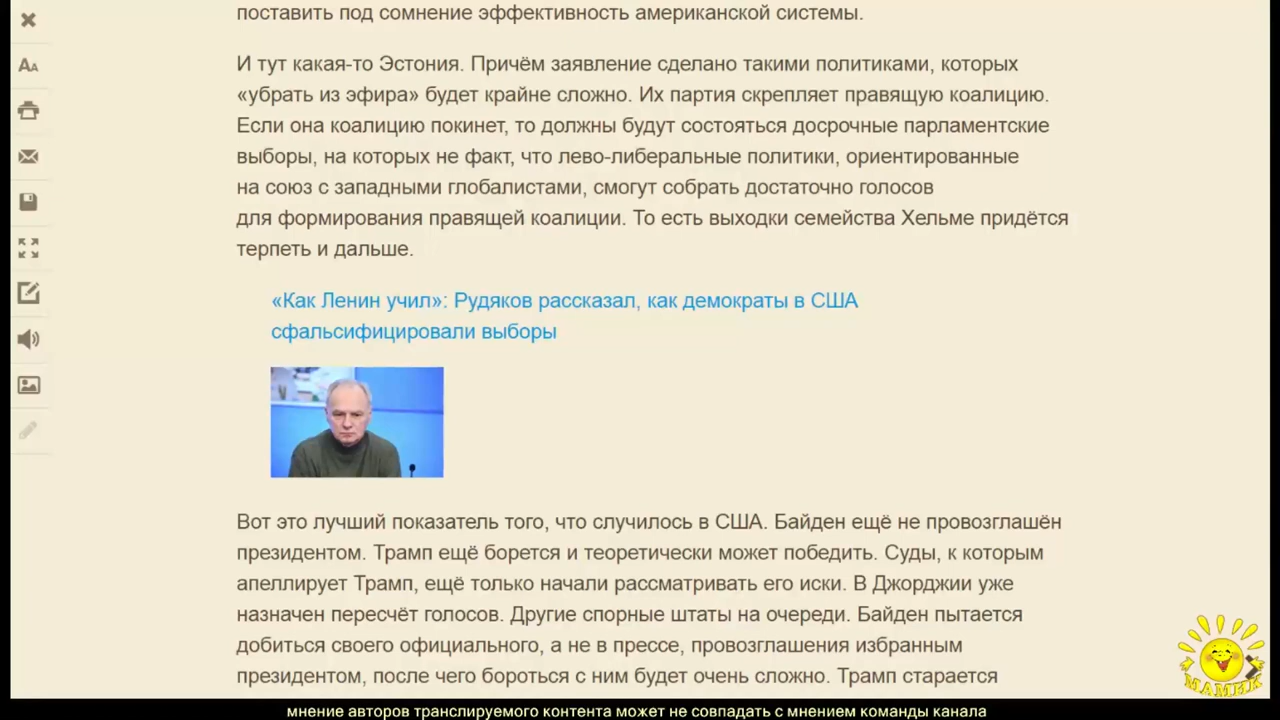 поставить под сомнение эффективность американской системы.
И тут какая-то Эстония. Причём заявление сделано такими политиками, которых
«убрать из эфира» будет крайне сложно. Их партия скрепляет правящую коалицию.
Если она коалицию покинет, то должны будут состояться досрочные парламентские
выборы, на которых не факт, что лево-либеральные политики, ориентированные
на союз с западными глобалистами, смогут собрать достаточно голосов
для формирования правящей коалиции. То есть выходки семейства Хельме придётся
терпеть и дальше.
«Как Ленин учил»: Рудяков рассказал, как демократы в США
сфальсифицировали выборы
Вот это лучший показатель того, что случилось в США. Байден ещё не провозглашён
президентом. Трамп ещё борется и теоретически может победить. Суды, к которым
апеллирует Трамп, ещё только начали рассматривать его иски. В Джорджии уже
назначен пересчёт голосов. Другие спорные штаты на очереди. Байден пытается
добиться своего официального, а не в прессе, провозглашения избранным
президентом, после чего бороться с ним будет очень сложно. Трамп старается
МАМИК
мнение авторов транслируемого контента может не совпадать с мнением команды канала